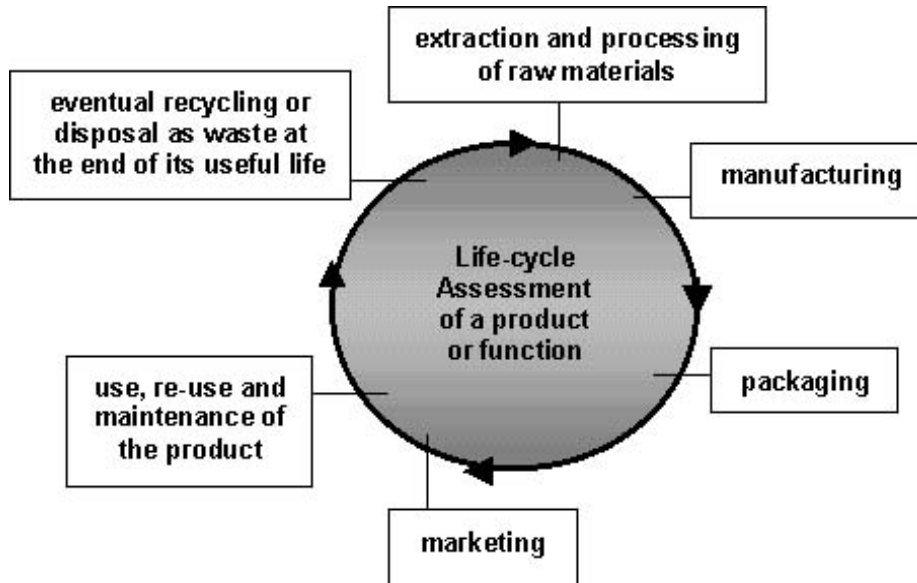 extraction and processing
of raw materials
eventual recycling or
disposal as waste at
the end of its useful life
manufacturing
Life-cycle
Assessment
of a product
or function
packaging
use, re-use and
maintenance of
the product
marketing